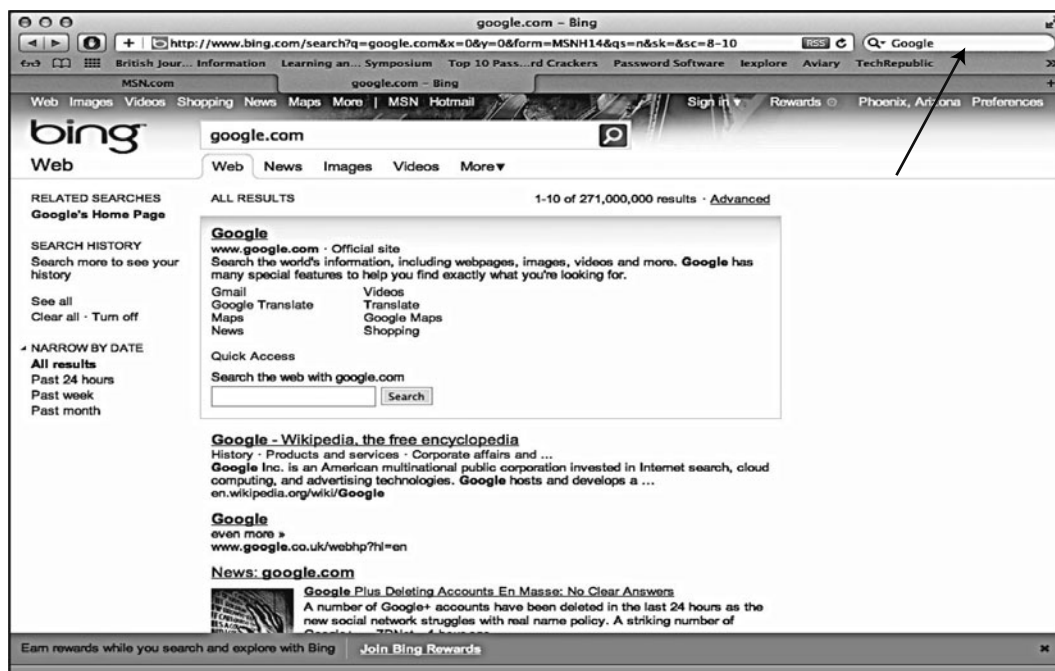 google.com – Bing
http://www.bing.com/search?q=google.com&x=0&y=0&form=MSNH14&qs=n&sk=&sc=8-10 RSS Google
British Jour... Information Learning an... Symposium Top 10 Pass...rd Crackers Password Software Iexplore Aviary TechRepublic
MSN.com google.com – Bing
Web Images Videos Shopping News Maps More | MSN Hotmail Sign in Rewards Phoenix, Arizona Preferences
bing google.com
Web Web News Images Videos More
RELATED SEARCHES
Google's Home Page
SEARCH HISTORY
Search more to see your
history
See all
Clear all · Turn off
NARROW BY DATE
All results
Past 24 hours
Past week
Past month
ALL RESULTS 1-10 of 271,000,000 results · Advanced
Google
www.google.com · Official site
Search the world's information, including webpages, images, videos and more. Google has
many special features to help you find exactly what you're looking for.
Gmail Videos
Google Translate Translate
Maps Google Maps
News Shopping
Quick Access
Search the web with google.com
Search
Google - Wikipedia, the free encyclopedia
History · Products and services · Corporate affairs and ...
Google Inc. is an American multinational public corporation invested in Internet search, cloud
computing, and advertising technologies. Google hosts and develops a ...
en.wikipedia.org/wiki/Google
Google
even more »
www.google.co.uk/webhp?hl=en
News: google.com
Google Plus Deleting Accounts En Masse: No Clear Answers
A number of Google+ accounts have been deleted in the last 24 hours as the
new social network struggles with real name policy. A striking number of
Earn rewards while you search and explore with Bing Join Bing Rewards